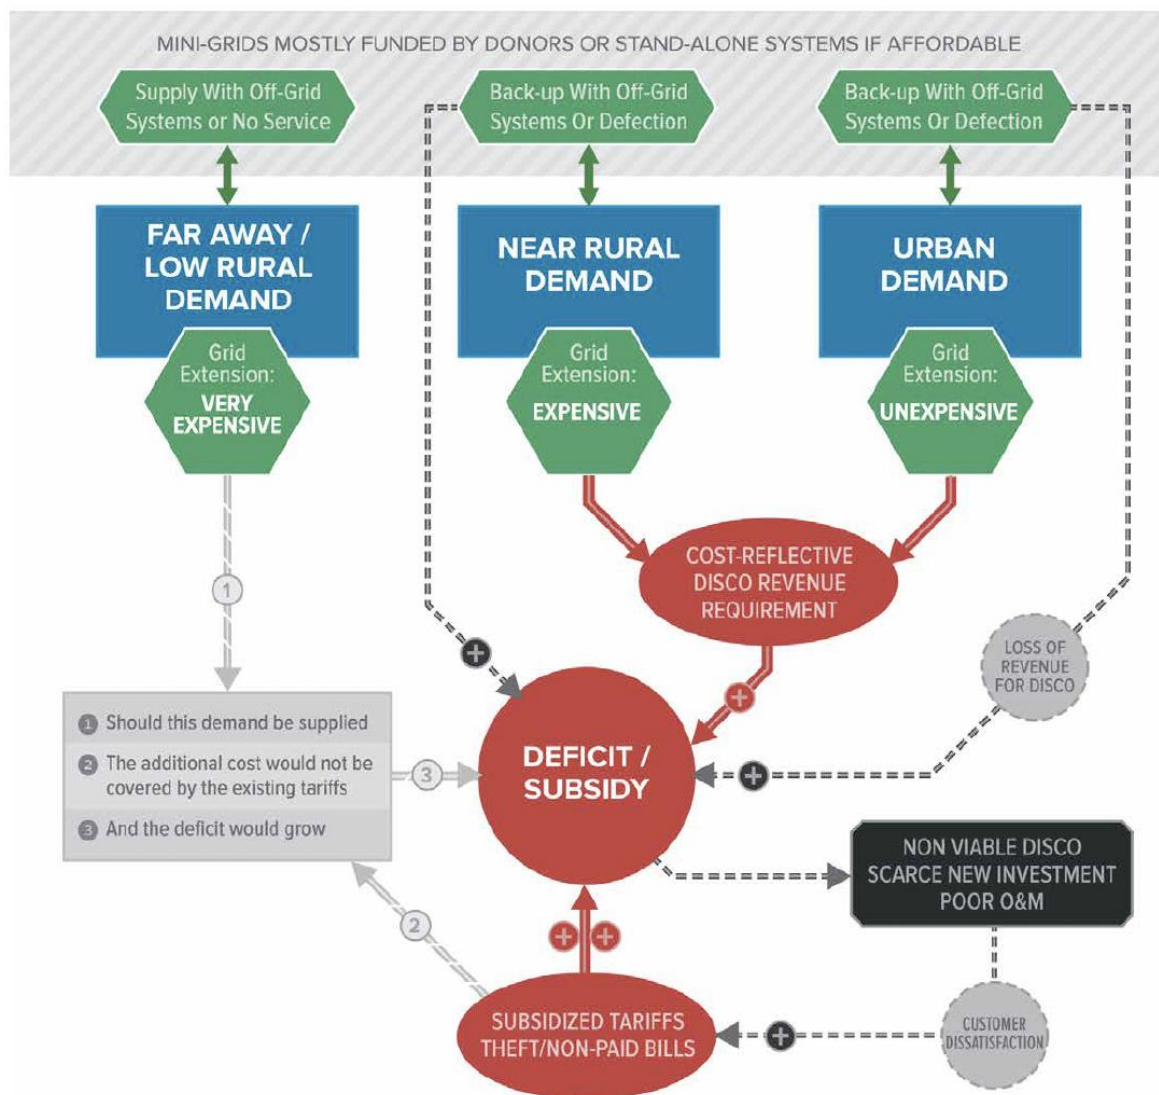 MINI-GRIDS MOSTLY FUNDED BY DONORS OR STAND-ALONE SYSTEMS IF AFFORDABLE
Supply With Off-Grid
Systems or No Service
Back-up With Off-Grid
Systems Or Defection
Back-up With Off-Grid
Systems Or Defection
FAR AWAY /
LOW RURAL
DEMAND
NEAR RURAL
DEMAND
URBAN
DEMAND
Grid
Extension:
VERY
EXPENSIVE
Grid
Extension:
EXPENSIVE
Grid
Extension:
UNEXPENSIVE
COST-REFLECTIVE
DISCO REVENUE
REQUIREMENT
1
+
LOSS OF
REVENUE
FOR DISCO
+
1 Should this demand be supplied
2 The additional cost would not be
covered by the existing tariffs
3 And the deficit would grow
3
DEFICIT /
SUBSIDY
+
NON VIABLE DISCO
SCARCE NEW INVESTMENT
POOR O&M
2
+ +
SUBSIDIZED TARIFFS
THEFT/NON-PAID BILLS
+
CUSTOMER
DISSATISFACTION